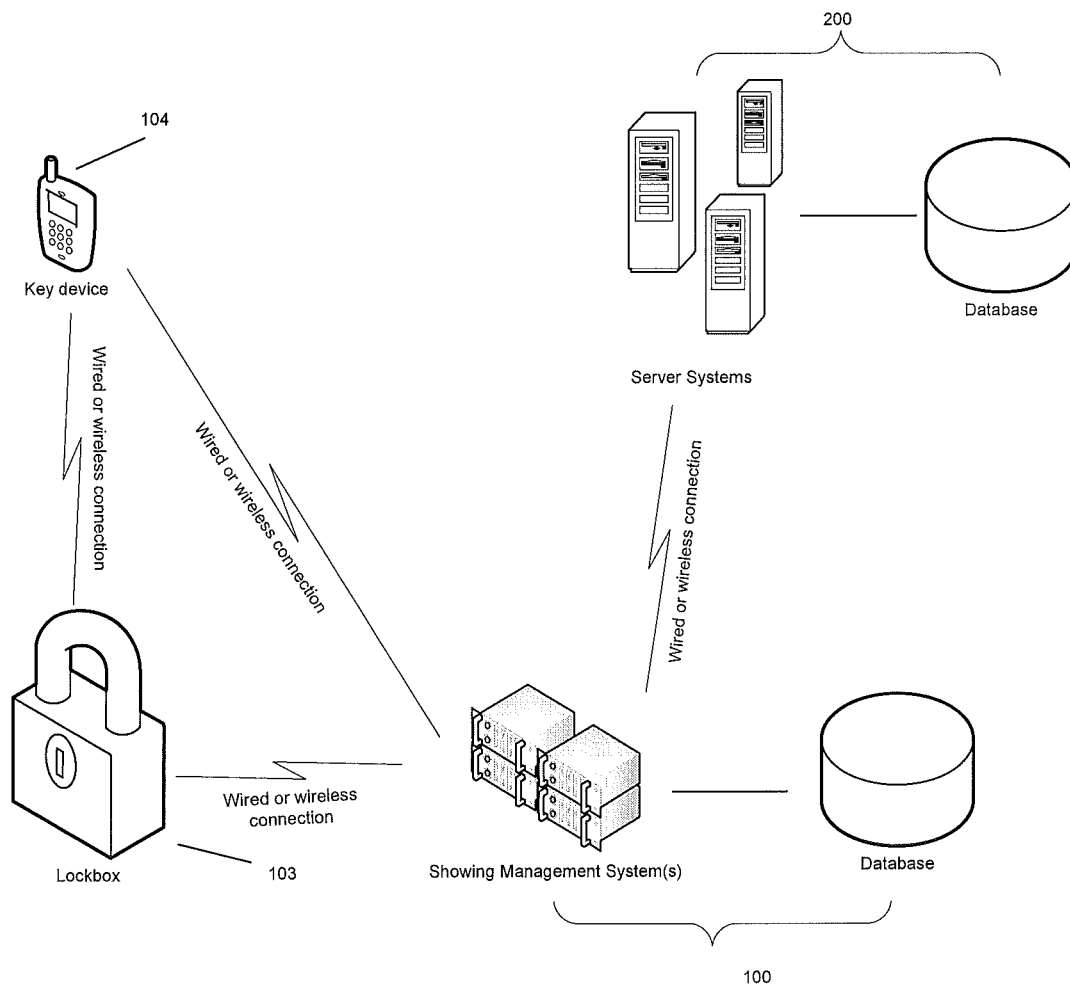 200
104
Key device
Database
Server Systems
Wired or wireless connection
Wired or wireless connection
Wired or wireless connection
Wired or wireless
connection
Lockbox
103
Showing Management System(s)
Database
100